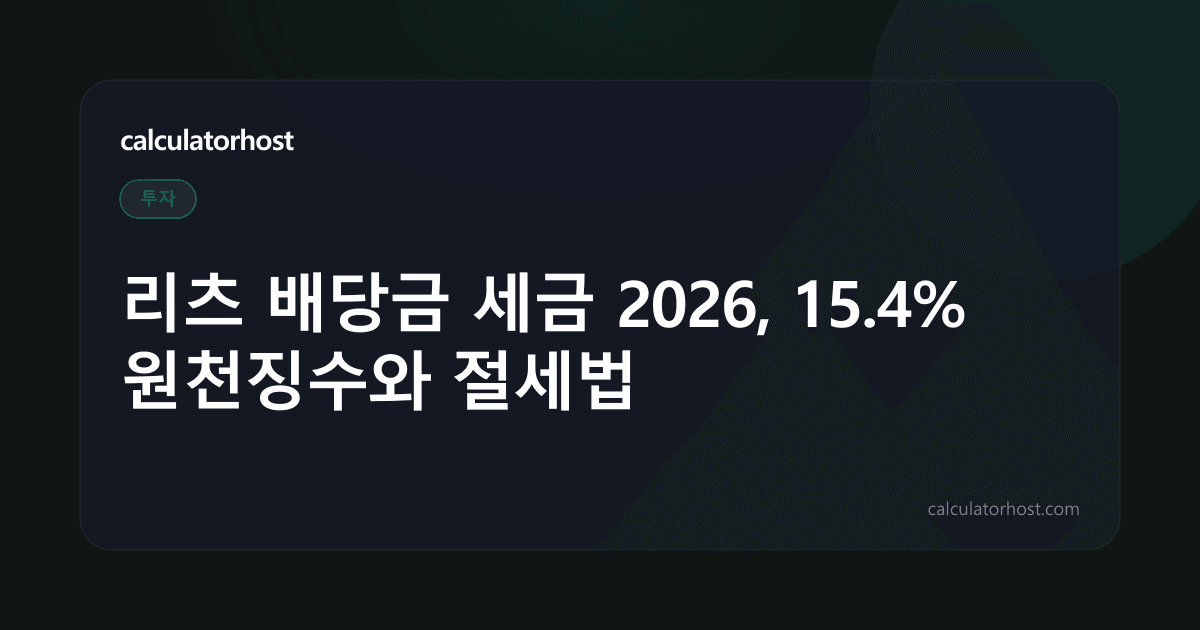 calculatorhost
투자
리츠 배당금 세금 2026, 15.4%
원천징수와 절세법
calculatorhost.com